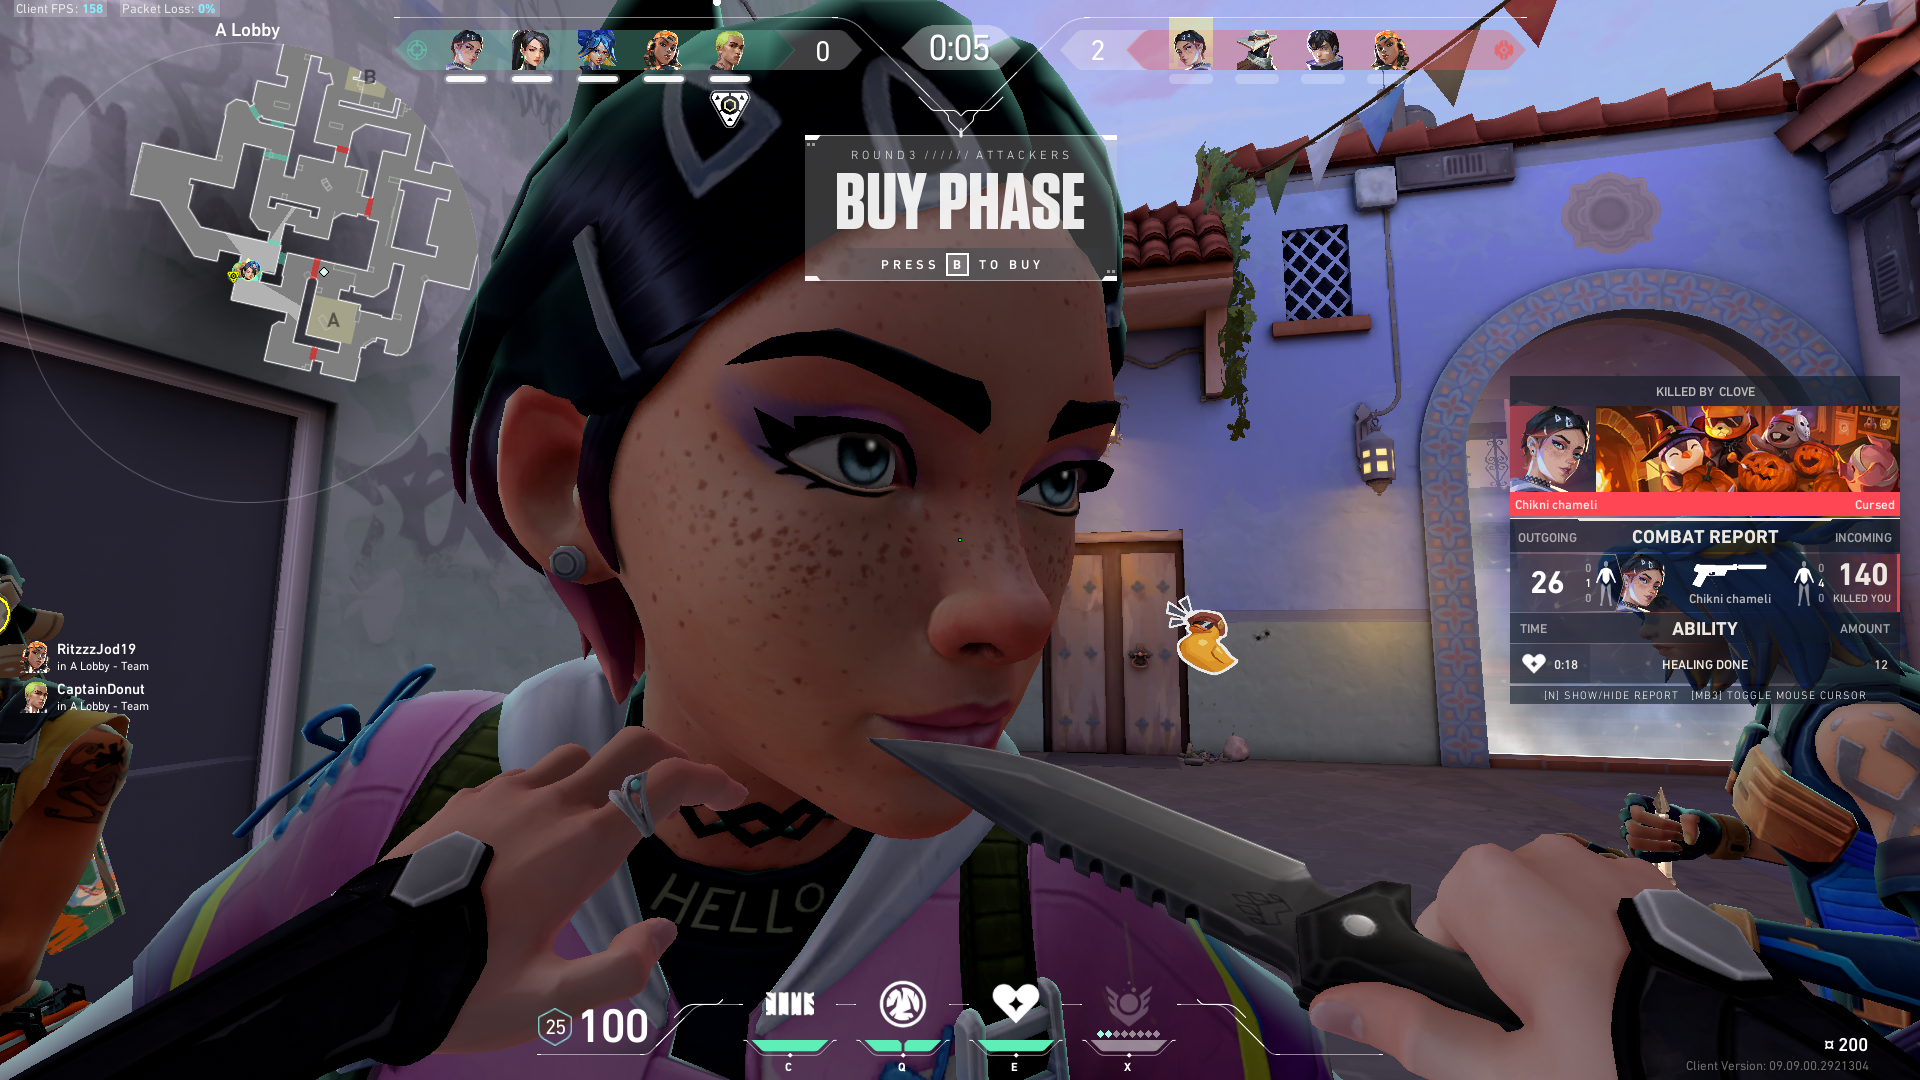 Client FPS: 158 Packet Loss: 0%
A Lobby
B
A
0
0:05
2
ROUND 3 ////// ATTACKERS
BUY PHASE
PRESS B TO BUY
KILLED BY CLOVE
Chikni chameli Cursed
OUTGOING COMBAT REPORT INCOMING
26 0 1 0 Chikni chameli 0 4 0 140 KILLED YOU
TIME ABILITY AMOUNT
0:18 HEALING DONE 12
[N] SHOW/HIDE REPORT [MB3] TOGGLE MOUSE CURSOR
RitzzzJod19
in A Lobby - Team
CaptainDonut
in A Lobby - Team
HELLO
25 100
C Q E X
¤ 200
Client Version: 09.09.00.2921304